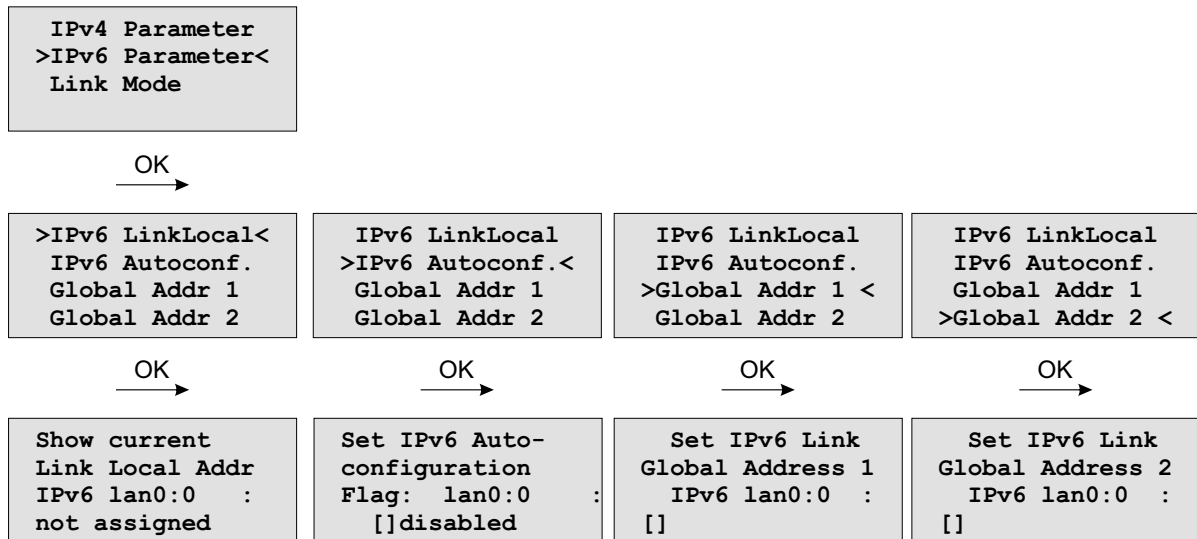 IPv4 Parameter
>IPv6 Parameter<
Link Mode
OK
>IPv6 LinkLocal<
IPv6 Autoconf.
Global Addr 1
Global Addr 2
IPv6 LinkLocal
>IPv6 Autoconf.<
Global Addr 1
Global Addr 2
IPv6 LinkLocal
IPv6 Autoconf.
>Global Addr 1 <
Global Addr 2
IPv6 LinkLocal
IPv6 Autoconf.
Global Addr 1
>Global Addr 2 <
OK
OK
OK
OK
Show current
Link Local Addr
IPv6 lan0:0 :
not assigned
Set IPv6 Auto-
configuration
Flag: lan0:0 :
[]disabled
Set IPv6 Link
Global Address 1
IPv6 lan0:0 :
[]
Set IPv6 Link
Global Address 2
IPv6 lan0:0 :
[]